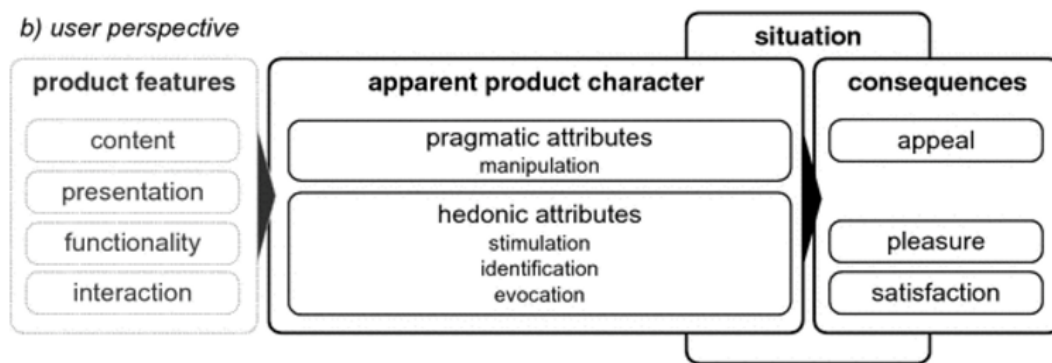 b) user perspective
situation
product features
apparent product character
consequences
content
presentation
functionality
interaction
pragmatic attributes
manipulation
hedonic attributes
stimulation
identification
evocation
appeal
pleasure
satisfaction